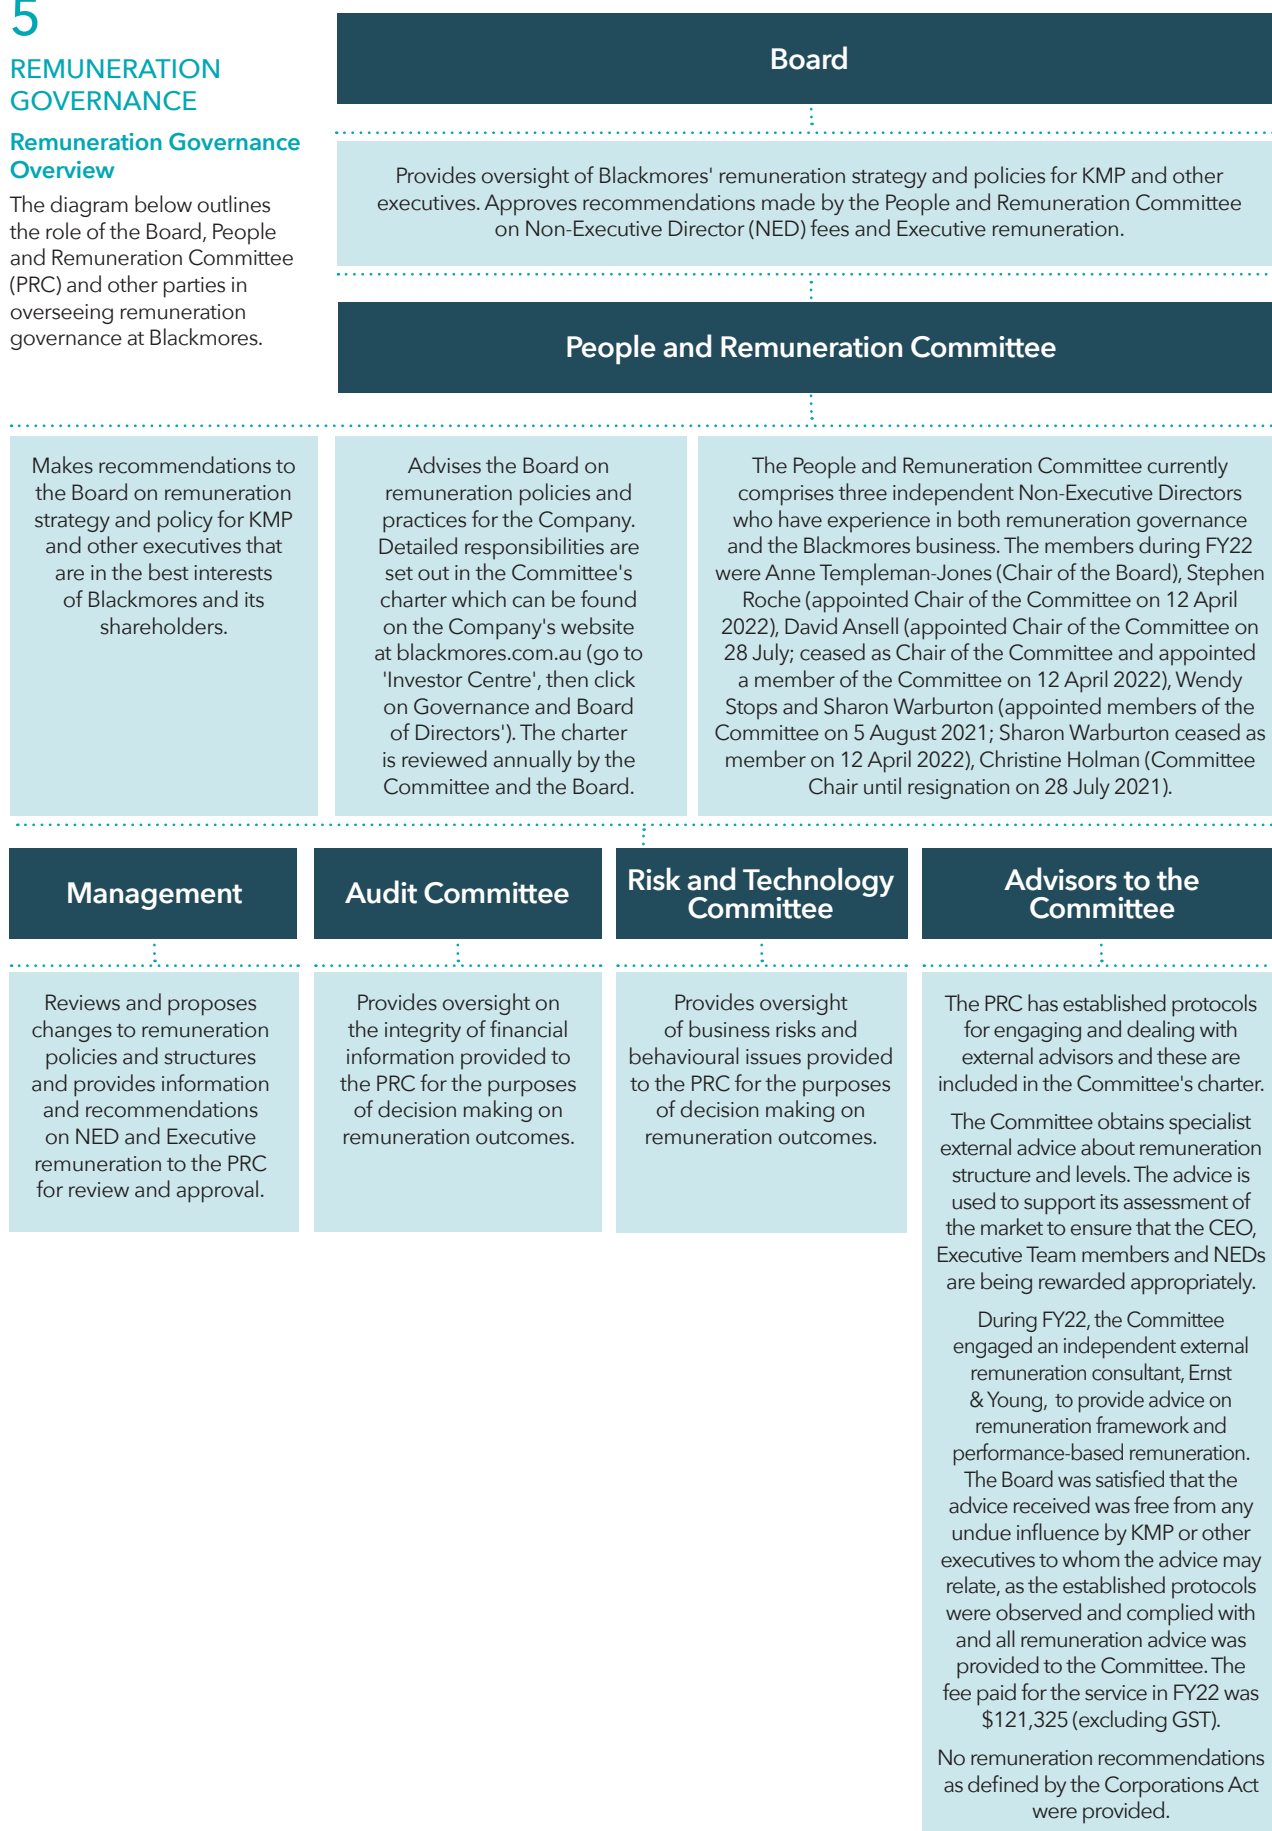 5
REMUNERATION
GOVERNANCE
Remuneration Governance
Overview
The diagram below outlines
the role of the Board, People
and Remuneration Committee
(PRC) and other parties in
overseeing remuneration
governance at Blackmores.
Board
Provides oversight of Blackmores' remuneration strategy and policies for KMP and other
executives. Approves recommendations made by the People and Remuneration Committee
on Non-Executive Director (NED) fees and Executive remuneration.
People and Remuneration Committee
Makes recommendations to
the Board on remuneration
strategy and policy for KMP
and other executives that
are in the best interests
of Blackmores and its
shareholders.
Advises the Board on
remuneration policies and
practices for the Company.
Detailed responsibilities are
set out in the Committee's
charter which can be found
on the Company's website
at blackmores.com.au (go to
'Investor Centre', then click
on Governance and Board
of Directors'). The charter
is reviewed annually by the
Committee and the Board.
The People and Remuneration Committee currently
comprises three independent Non-Executive Directors
who have experience in both remuneration governance
and the Blackmores business. The members during FY22
were Anne Templeman-Jones (Chair of the Board), Stephen
Roche (appointed Chair of the Committee on 12 April
2022), David Ansell (appointed Chair of the Committee on
28 July; ceased as Chair of the Committee and appointed
a member of the Committee on 12 April 2022), Wendy
Stops and Sharon Warburton (appointed members of the
Committee on 5 August 2021; Sharon Warburton ceased as
member on 12 April 2022), Christine Holman (Committee
Chair until resignation on 28 July 2021).
Management
Reviews and proposes
changes to remuneration
policies and structures
and provides information
and recommendations
on NED and Executive
remuneration to the PRC
for review and approval.
Audit Committee
Provides oversight on
the integrity of financial
information provided to
the PRC for the purposes
of decision making on
remuneration outcomes.
Risk and Technology
Committee
Provides oversight
of business risks and
behavioural issues provided
to the PRC for the purposes
of decision making on
remuneration outcomes.
Advisors to the
Committee
The PRC has established protocols
for engaging and dealing with
external advisors and these are
included in the Committee's charter.
The Committee obtains specialist
external advice about remuneration
structure and levels. The advice is
used to support its assessment of
the market to ensure that the CEO,
Executive Team members and NEDs
are being rewarded appropriately.
During FY22, the Committee
engaged an independent external
remuneration consultant, Ernst
& Young, to provide advice on
remuneration framework and
performance-based remuneration.
The Board was satisfied that the
advice received was free from any
undue influence by KMP or other
executives to whom the advice may
relate, as the established protocols
were observed and complied with
and all remuneration advice was
provided to the Committee. The
fee paid for the service in FY22 was
$121,325 (excluding GST).
No remuneration recommendations
as defined by the Corporations Act
were provided.